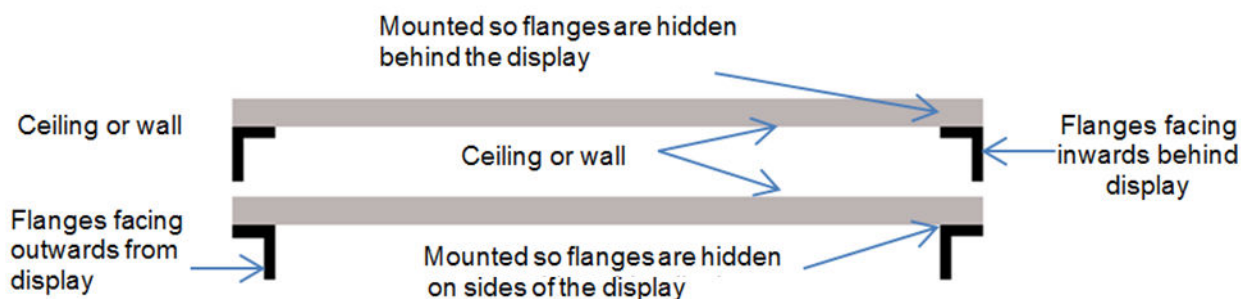 Mounted so flanges are hidden
behind the display
Ceiling or wall
Ceiling or wall
Flanges facing
inwards behind
display
Flanges facing
outwards from
display
Mounted so flanges are hidden
on sides of the display